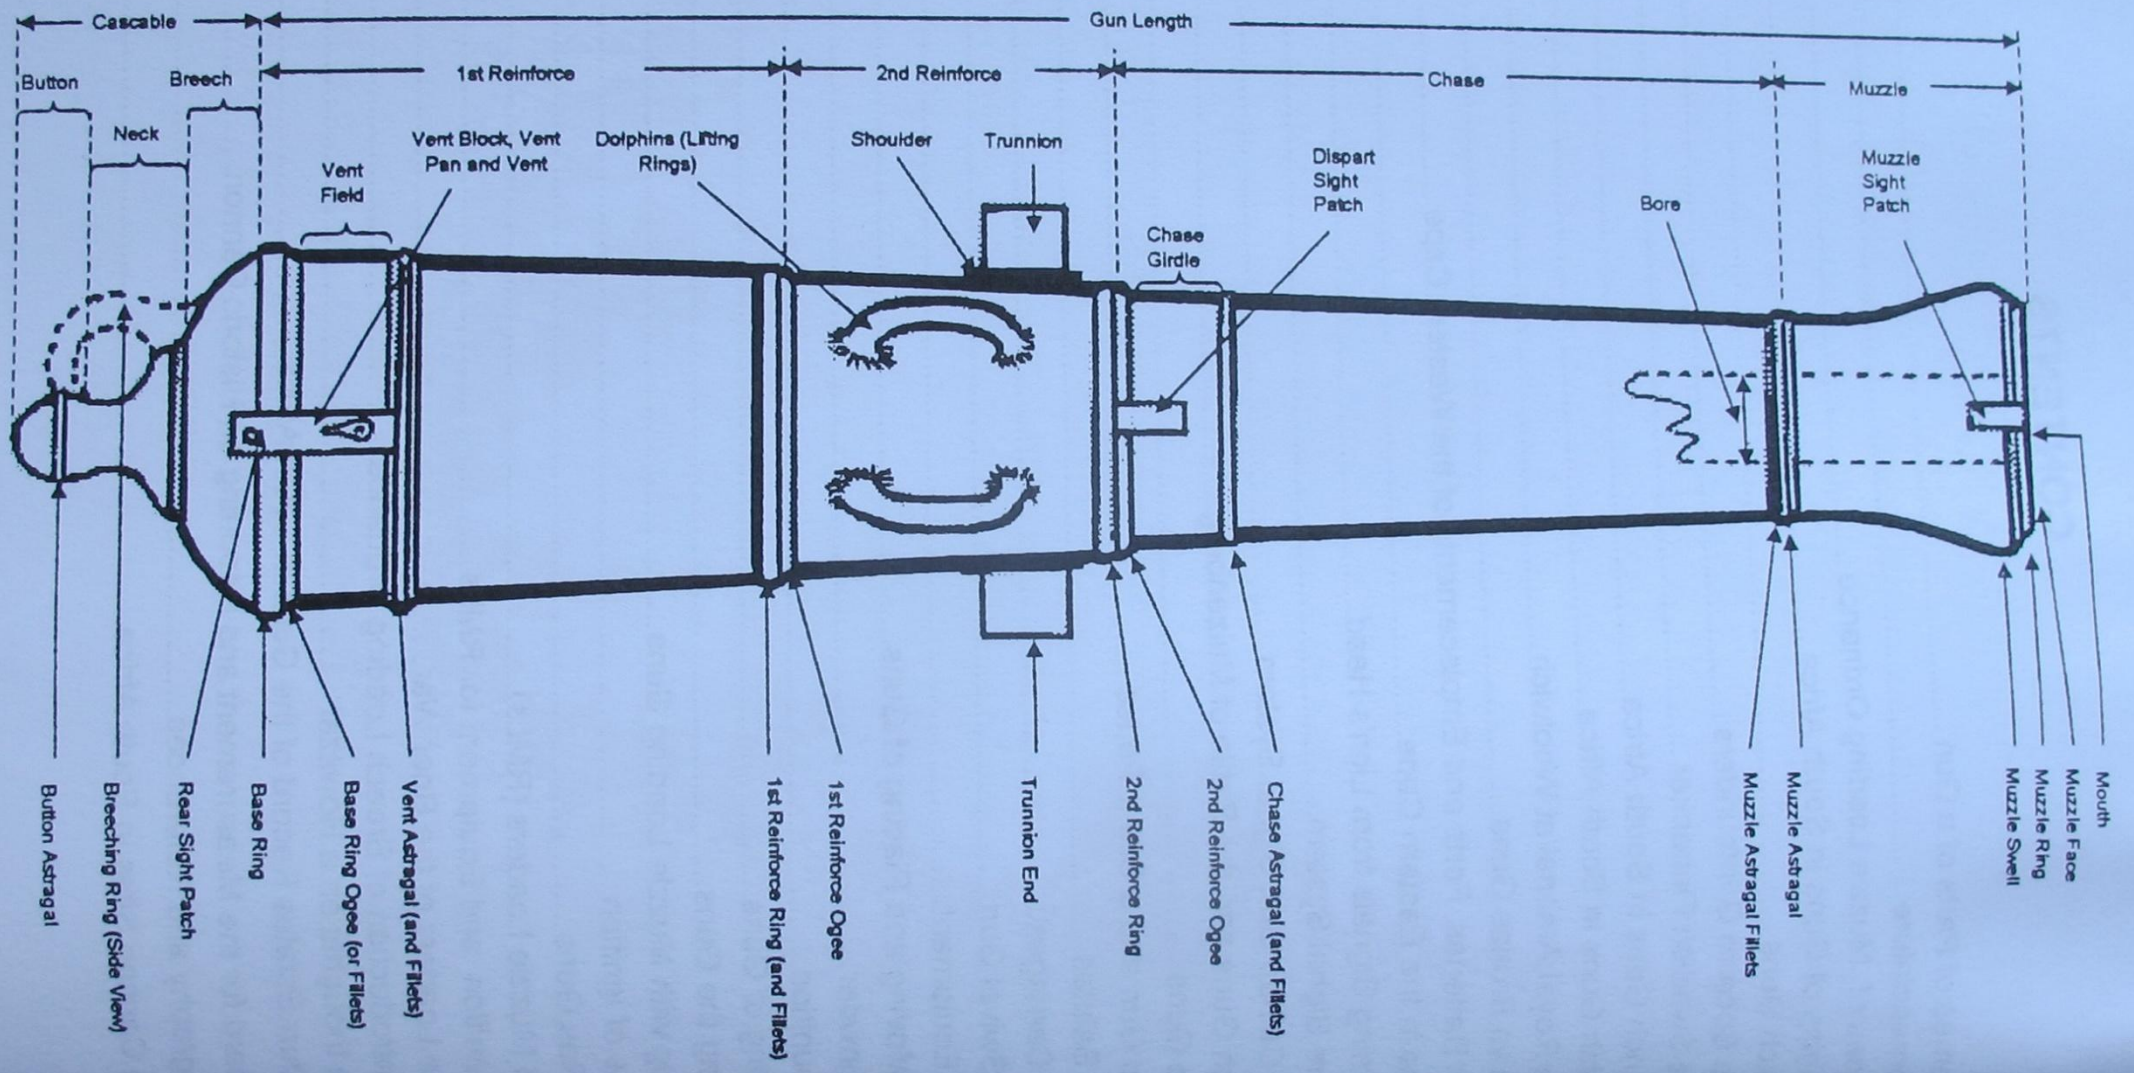 Cascable
Gun Length
Button
Breech
1st Reinforce
2nd Reinforce
Chase
Muzzle
Neck
Vent
Field
Vent Block, Vent
Pan and Vent
Dolphins (Lifting
Rings)
Shoulder
Trunnion
Chase
Girdle
Dispart
Sight
Patch
Bore
Muzzle
Sight
Patch
Button Astragal
Breeching Ring (Side View)
Rear Sight Patch
Base Ring
Base Ring Ogee (or Fillets)
Vent Astragal (and Fillets)
1st Reinforce Ring (and Fillets)
1st Reinforce Ogee
Trunnion End
2nd Reinforce Ring
2nd Reinforce Ogee
Chase Astragal (and Fillets)
Muzzle Astragal Fillets
Muzzle Astragal
Muzzle Swell
Muzzle Ring
Muzzle Face
Mouth